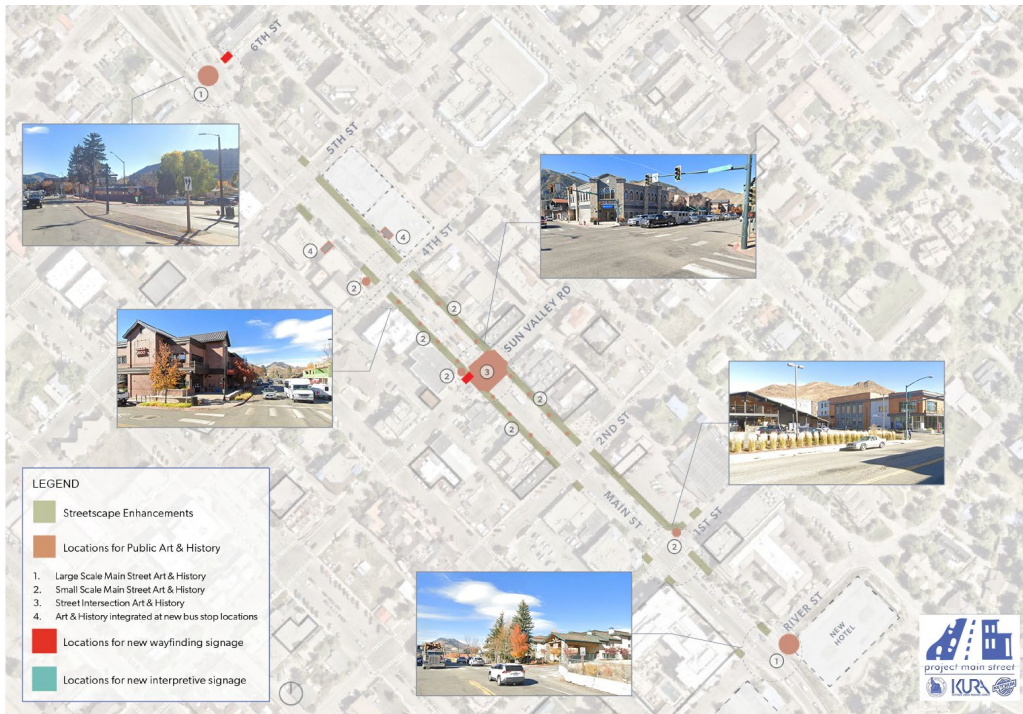 6TH ST
1
5TH ST
4
4
4TH ST
2
2
SUN VALLEY RD
2
2
3
2
2
2ND ST
MAIN ST
1ST ST
2
RIVER ST
NEW
HOTEL
1
LEGEND
Streetscape Enhancements
Locations for Public Art & History
1. Large Scale Main Street Art & History
2. Small Scale Main Street Art & History
3. Street Intersection Art & History
4. Art & History integrated at new bus stop locations
Locations for new wayfinding signage
Locations for new interpretive signage
project main street
KURA